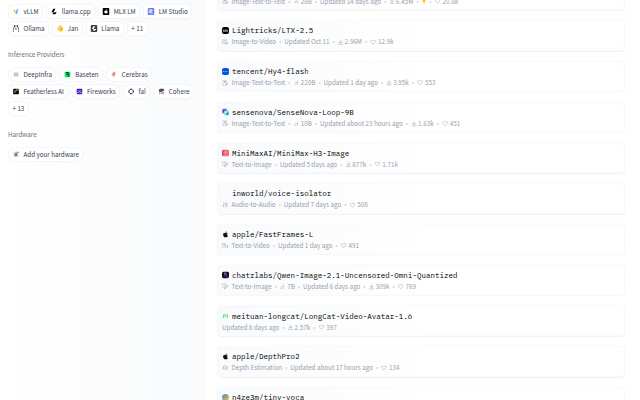 vLLM llama.cpp MLX LM LM Studio
Ollama Jan Llama + 11
Inference Providers
DeepInfra Baseten Cerebras
Featherless AI Fireworks fal Cohere
+ 13
Hardware
Add your hardware
Lightricks/LTX-2.5
Image-to-Video • Updated Oct 11 • 2.96M • 12.9k
tencent/Hy4-flash
Image-Text-to-Text • 210B • Updated 1 day ago • 3.95k • 553
sensenova/SenseNova-Loop-9B
Image-Text-to-Text • 10B • Updated about 23 hours ago • 1.63k • 451
MiniMaxAI/MiniMax-H3-Image
Text-to-Image • Updated 5 days ago • 877k • 1.71k
inworld/voice-isolator
Audio-to-Audio • Updated 7 days ago • 509
apple/FastFrames-L
Text-to-Video • Updated 1 day ago • 491
chatrlabs/Qwen-Image-2.1-Uncensored-Omni-Quantized
Text-to-Image • 7B • Updated 6 days ago • 309k • 769
meituan-longcat/LongCat-Video-Avatar-1.6
Updated 6 days ago • 2.57k • 397
apple/DepthPro2
Depth Estimation • Updated about 17 hours ago • 134
n4ze3m/tiny-voca